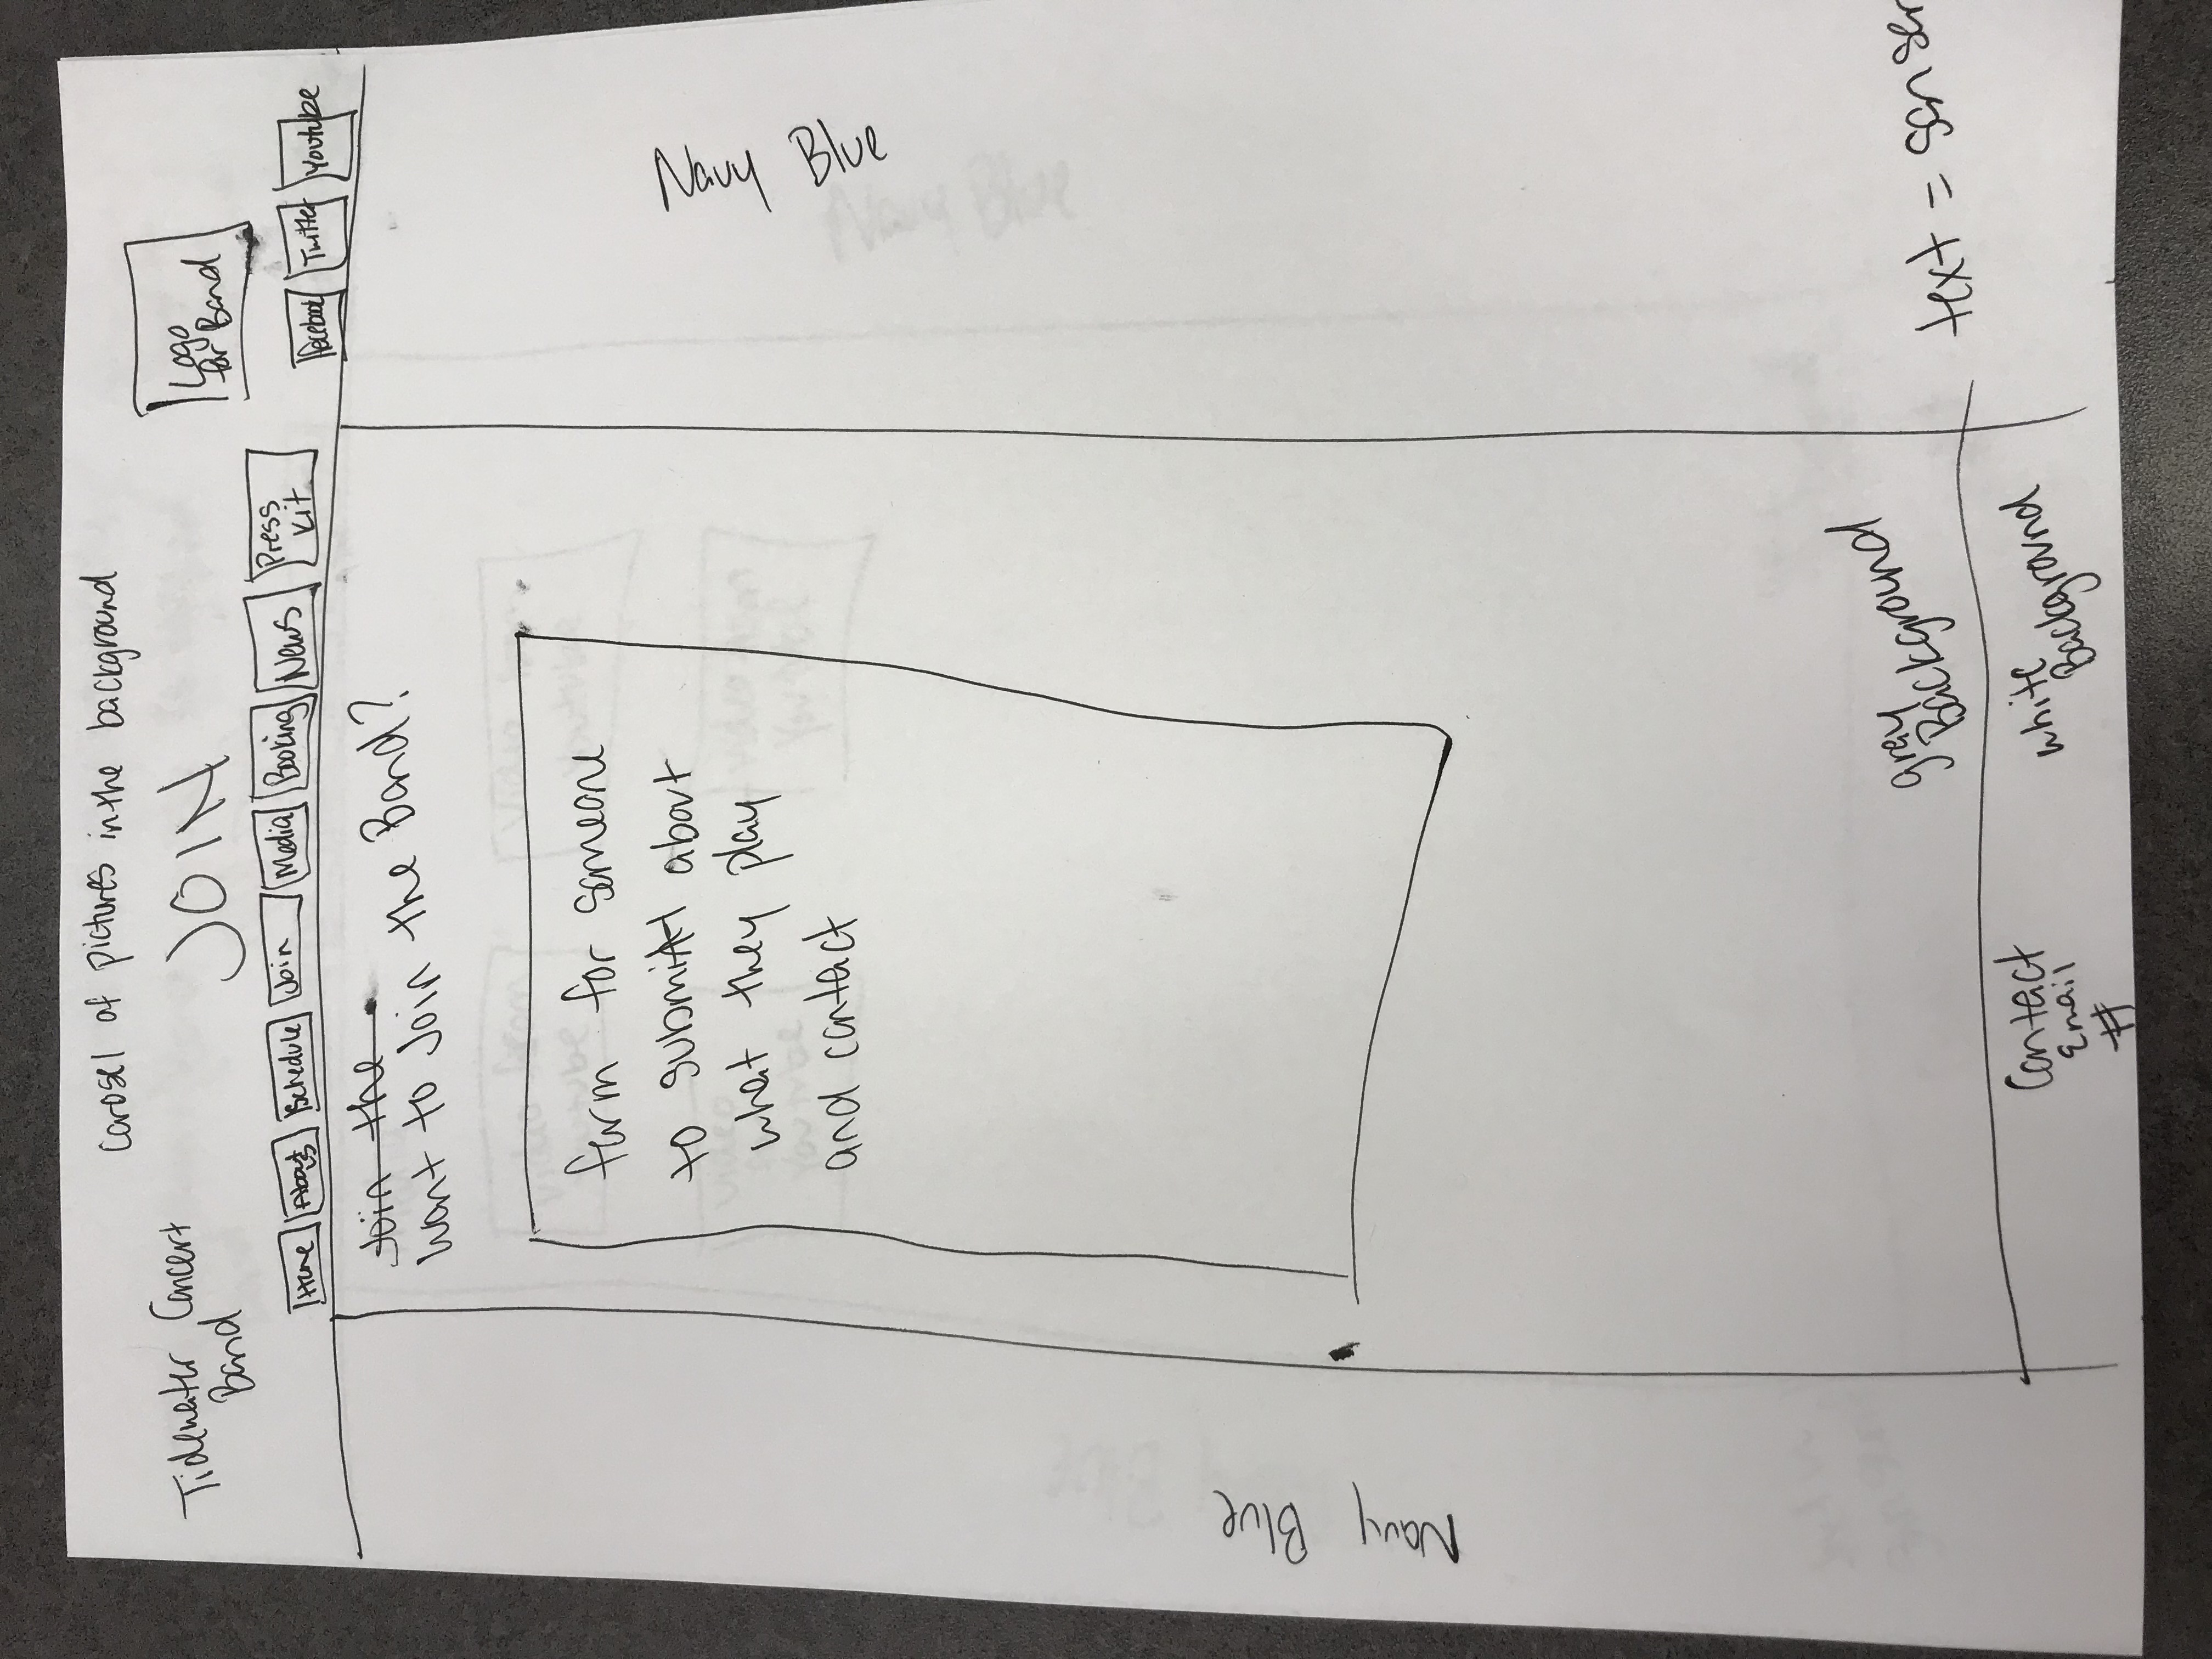 Carosel of pictures in the background
Tidewater Concert
Band
JOIN
Logo
for Band
Home
About
us
Schedule
Join
Media
Booking
News
Press
Kit
Facebook
Twitter
Youtube
Join the
Want to Join the Band?
form for someone
to submit about
what they play
and contact
Navy Blue
Navy Blue
gray
Background
text = san ser
Contact
Email
#
white
Background